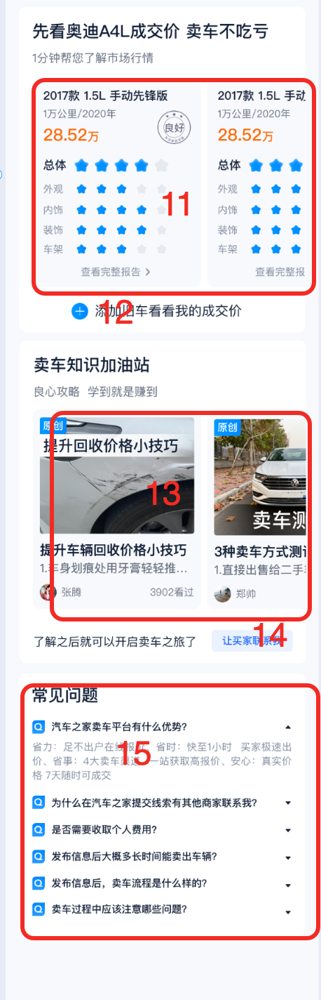 先看奥迪A4L成交价 卖车不吃亏
1分钟帮您了解市场行情
2017款 1.5L 手动先锋版
1万公里/2020年
28.52万
良好
总体
外观
内饰
装饰
车架
查看完整报告
2017款 1.5L 手动
1万公里/2020年
28.52万
总体
外观
内饰
装饰
车架
查看完整报
11
12
添加旧车看看我的成交价
卖车知识加油站
良心攻略 学到就是赚到
原创
提升回收价格小技巧
提升车辆回收价格小技巧
1.车身划痕处用牙膏轻轻推...
张腾
3902看过
原创
卖车测
3种卖车方式测
1.直接出售给二手
郑帅
13
14
了解之后就可以开启卖车之旅了
让买家联系我
常见问题
汽车之家卖车平台有什么优势?
省力：足不出户在线报价、省时：快至1小时 买家极速出
价、省事：4大卖车渠道 一站获取高报价、安心：真实价
格 7天随时可成交
15
为什么在汽车之家提交线索有其他商家联系我?
是否需要收取个人费用?
发布信息后大概多长时间能卖出车辆?
发布信息后，卖车流程是什么样的?
卖车过程中应该注意哪些问题?